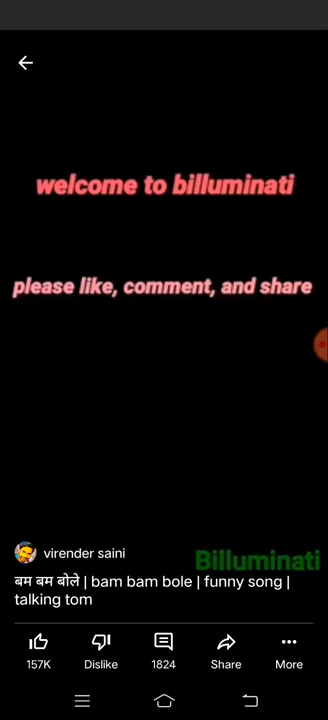 welcome to billuminati
please like, comment, and share
virender saini
Billuminati
बम बम बोले | bam bam bole | funny song |
talking tom
157K
Dislike
1824
Share
More